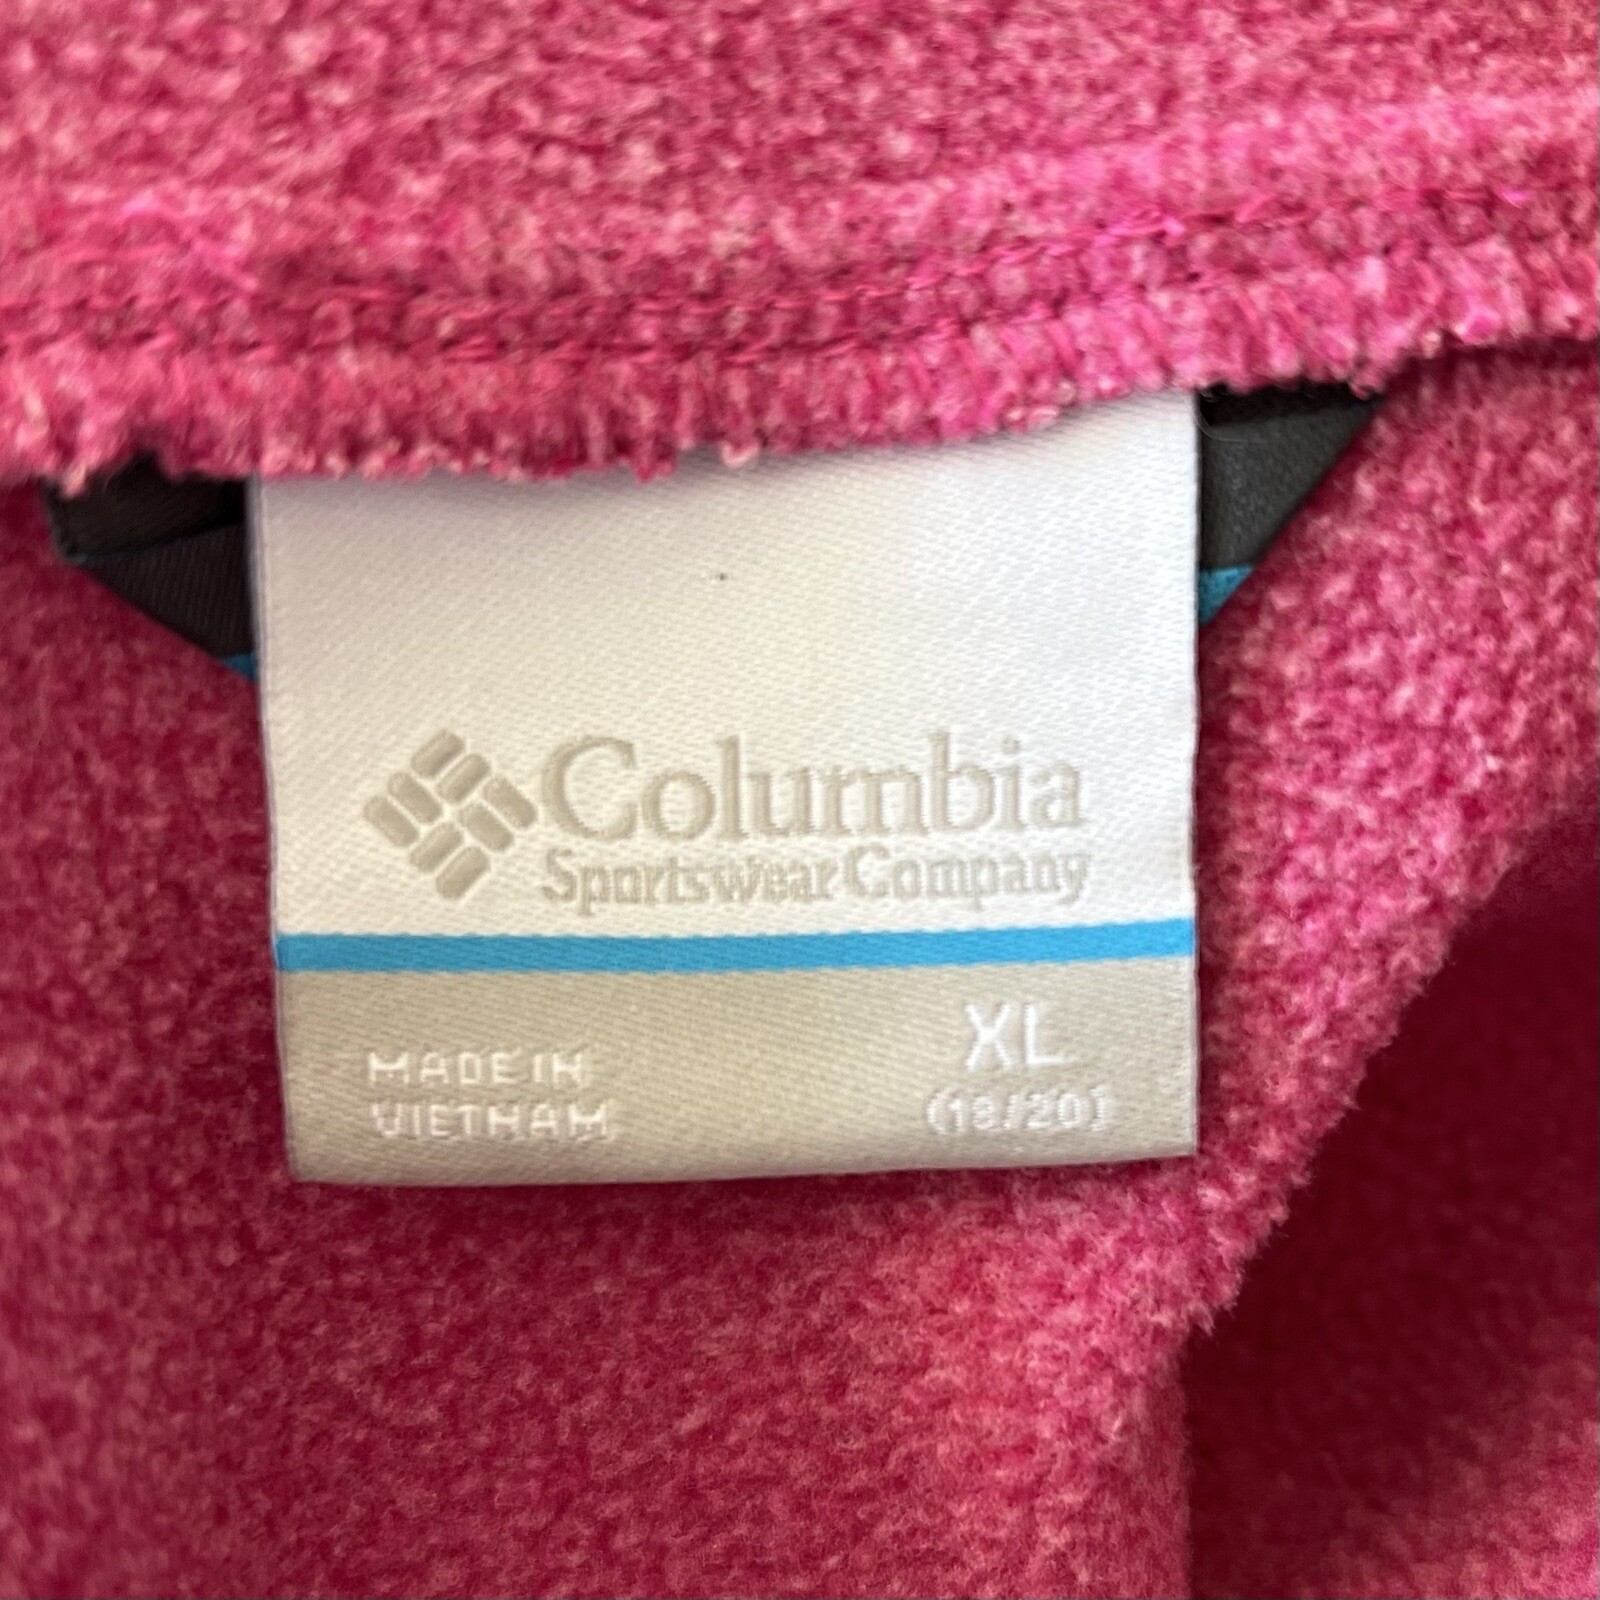 Columbia
Sportswear Company
XL
MADE IN
(18/20)
VIETNAM